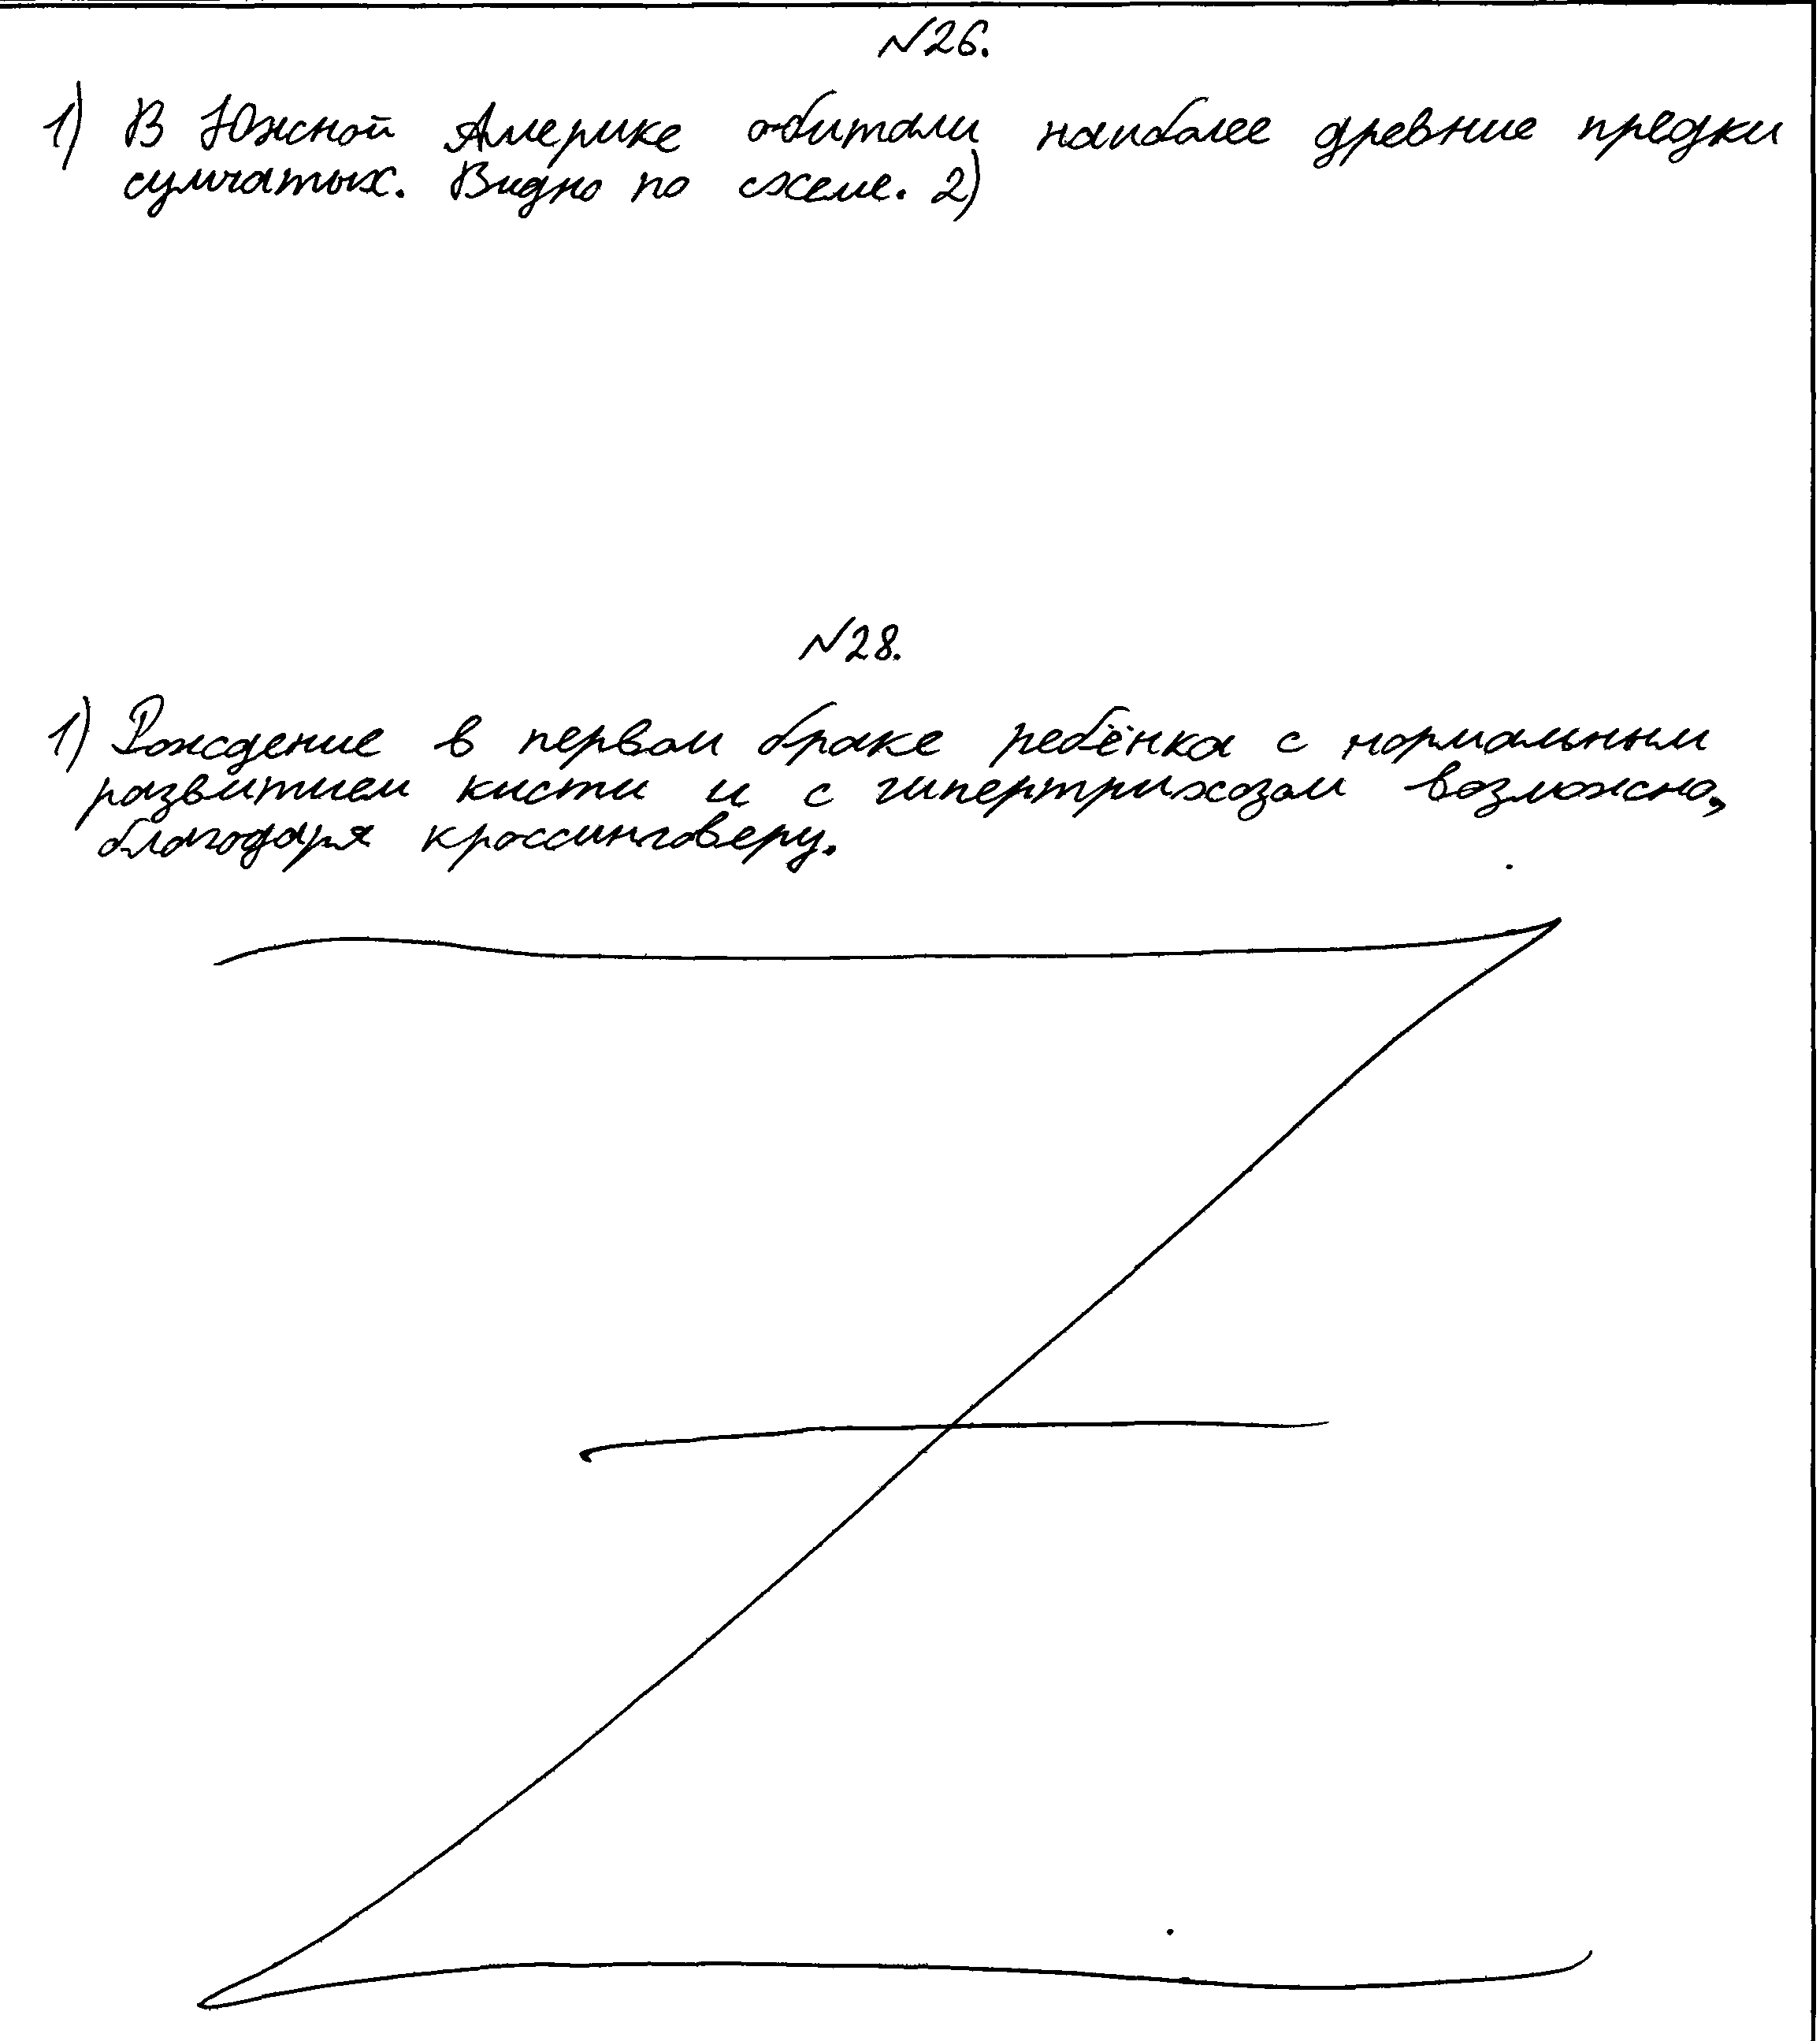 №26.
1) В Южной Америке обитали наиболее древние предки
сумчатых. Видно по схеме. 2)
№28.
1) Рождение в первом браке ребёнка с нормальным
развитием кисти и с гипертрихозом возможно,
благодаря кроссинговеру.